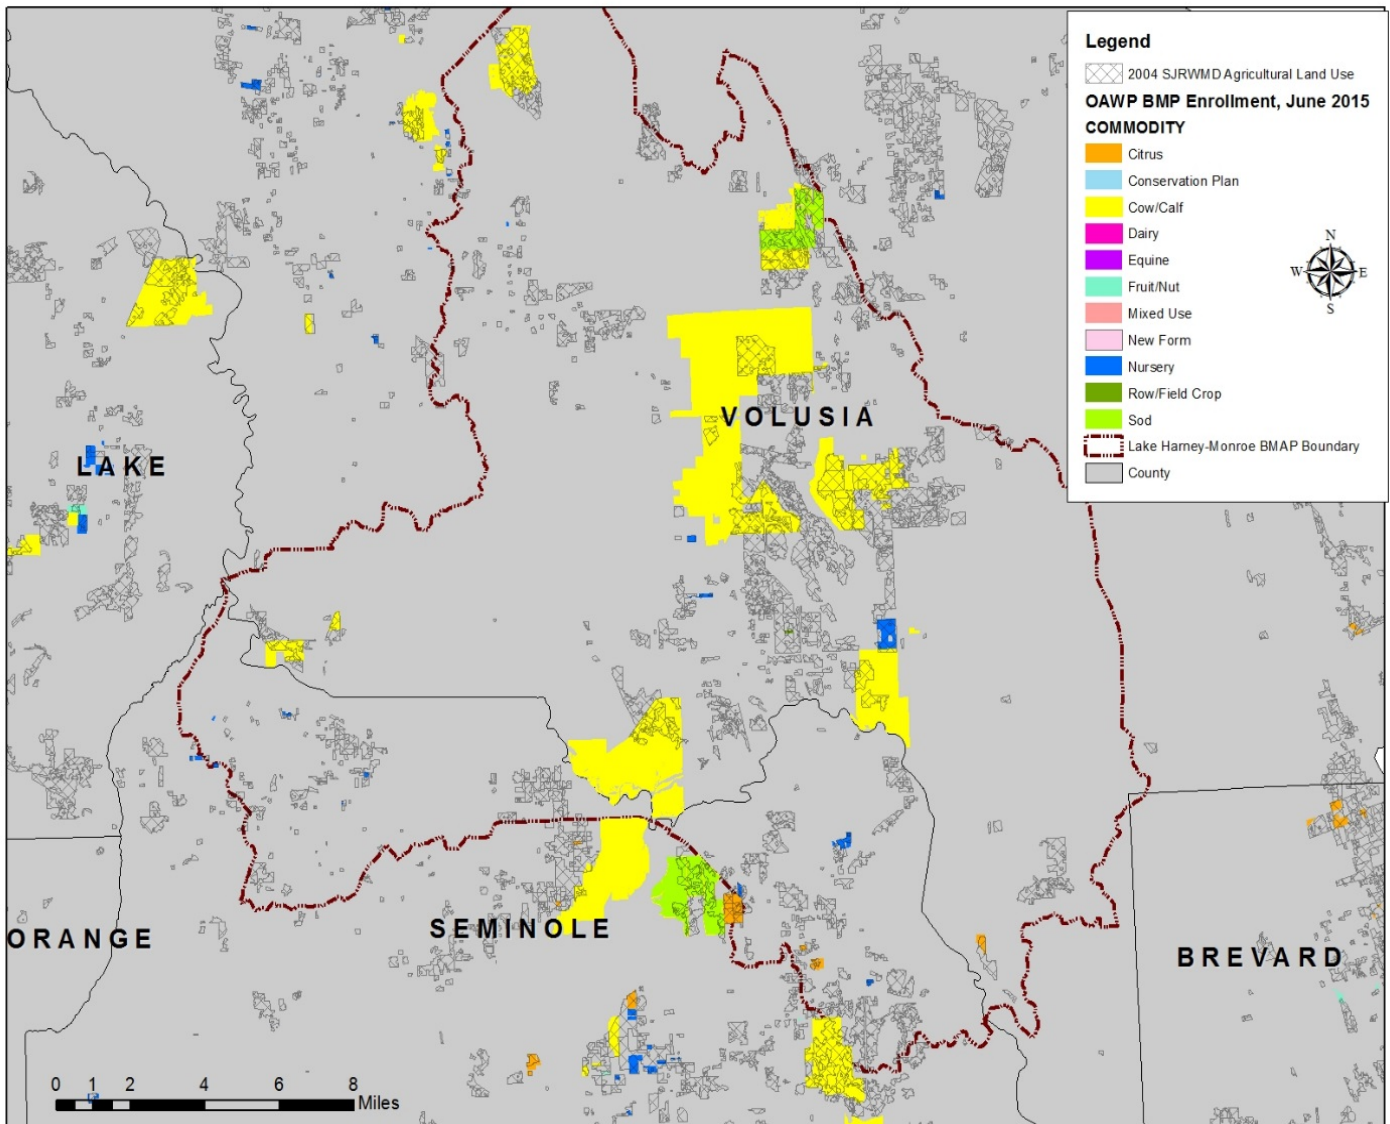 Legend
2004 SJRWMD Agricultural Land Use
OAWP BMP Enrollment, June 2015
COMMODITY
Citrus
Conservation Plan
Cow/Calf
Dairy
Equine
Fruit/Nut
Mixed Use
New Form
Nursery
Row/Field Crop
Sod
Lake Harney-Monroe BMAP Boundary
County
N
W E
S
VOLUSIA
LAKE
SEMINOLE
ORANGE
BREVARD
0 1 2 4 6 8
Miles